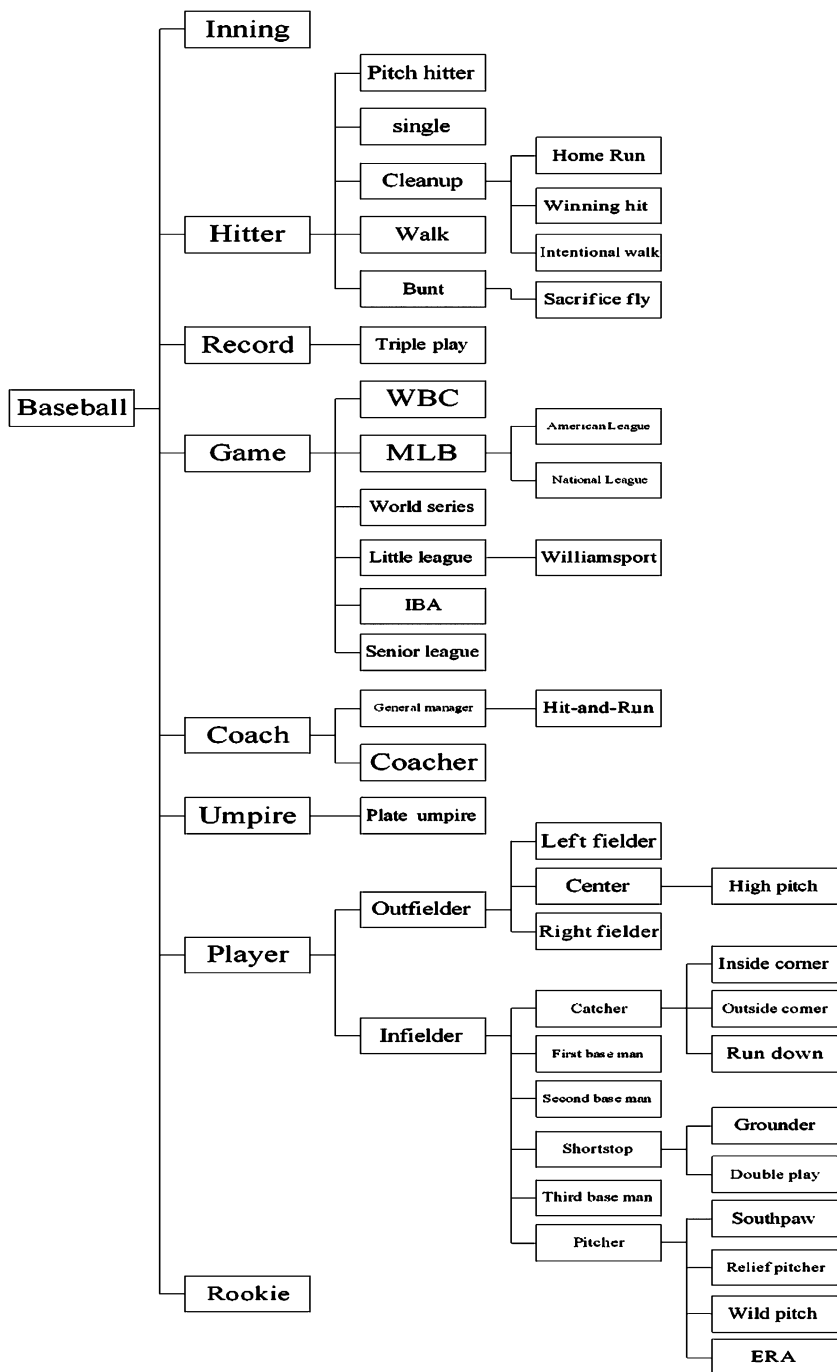 Inning
Pitch hitter
single
Home Run
Cleanup
Winning hit
Hitter
Walk
Intentional walk
Bunt
Sacrifice fly
Record
Triple play
Baseball
WBC
American League
Game
MLB
National League
World series
Little league
Williamsport
IBA
Senior league
General manager
Hit-and-Run
Coach
Coacher
Umpire
Plate umpire
Left fielder
Center
High pitch
Outfielder
Right fielder
Player
Inside corner
Catcher
Outside corner
Infielder
First base man
Run down
Second base man
Grounder
Shortstop
Double play
Third base man
Southpaw
Pitcher
Relief pitcher
Rookie
Wild pitch
ERA